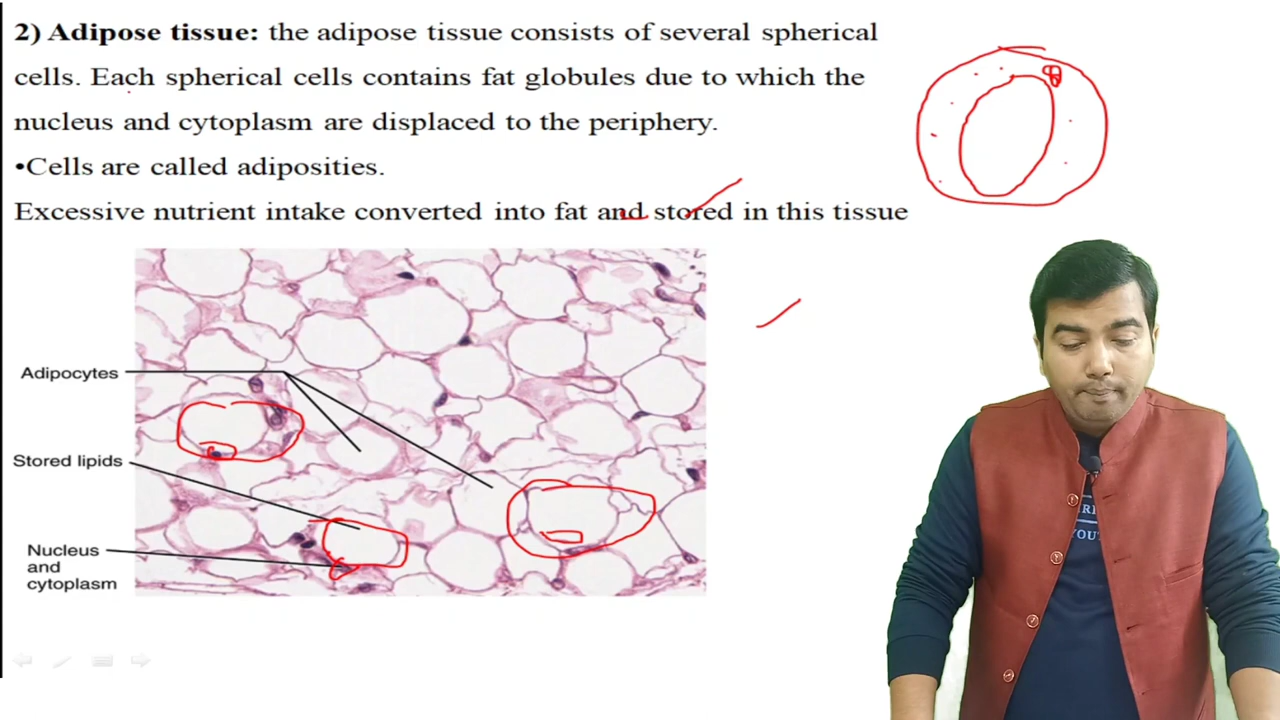 2) Adipose tissue: the adipose tissue consists of several spherical
cells. Each spherical cells contains fat globules due to which the
nucleus and cytoplasm are displaced to the periphery.
•Cells are called adiposities.
Excessive nutrient intake converted into fat and stored in this tissue
Adipocytes
Stored lipids
Nucleus
and
cytoplasm
YOUT